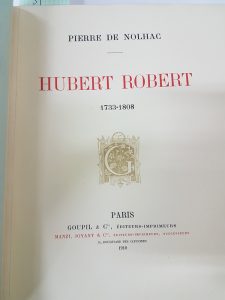 PIERRE DE NOLHAC
HUBERT ROBERT
1733-1808
G
PARIS
GOUPIL & Cie, ÉDITEURS-IMPRIMEURS
MANZI, JOYANT & Cie, ÉDITEURS-IMPRIMEURS, SUCCESSEURS
24, BOULEVARD DES CAPUCINES
1910